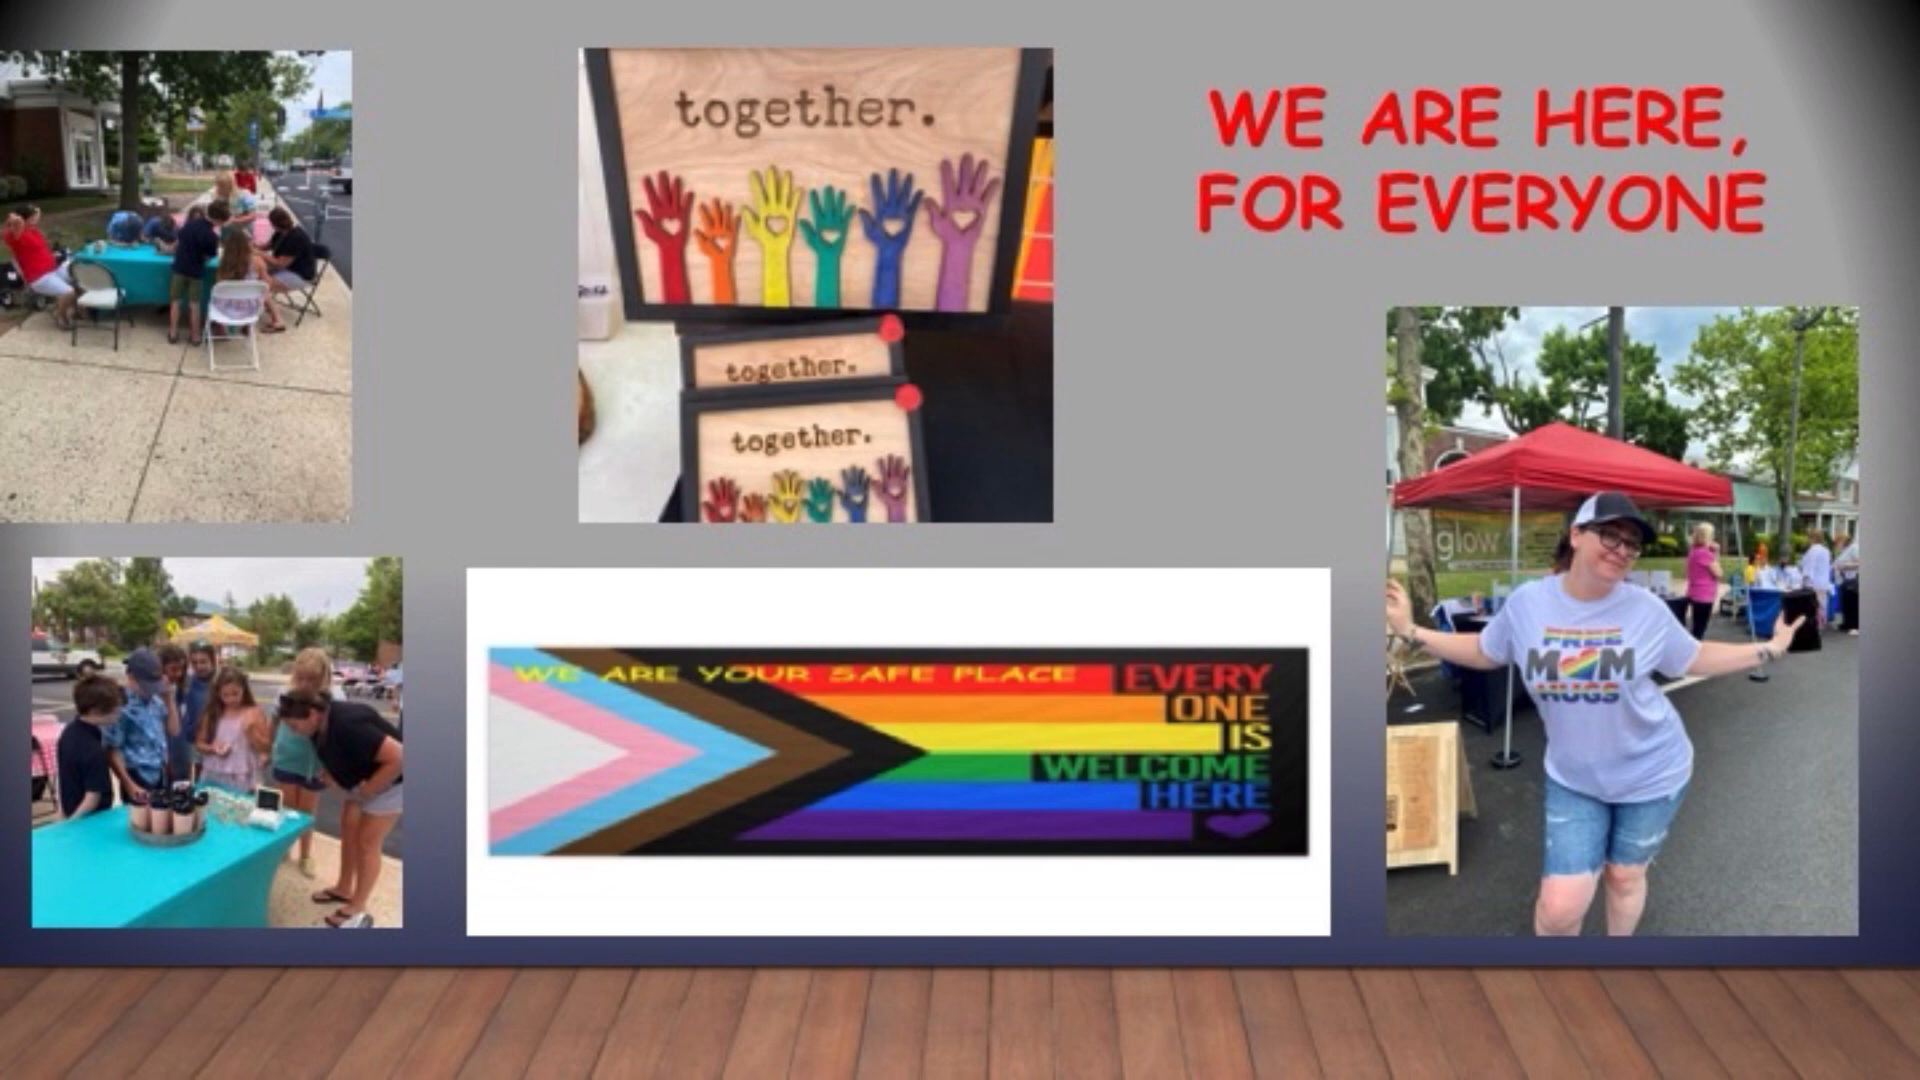 together.
together.
together.
WE ARE HERE,
FOR EVERYONE
WE ARE YOUR SAFE PLACE
EVERY
ONE
IS
WELCOME
HERE
glow
FREE
MOM
HUGS